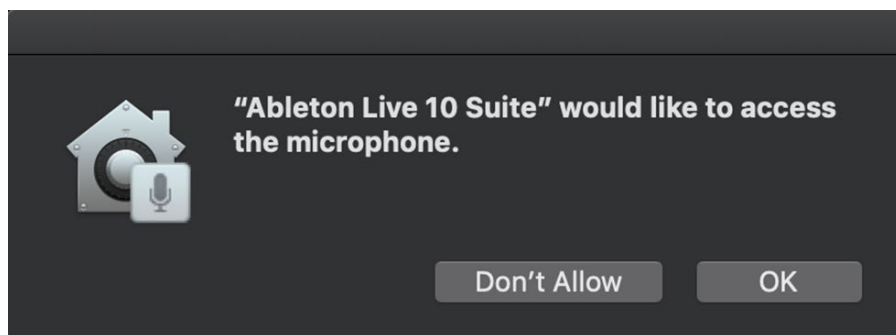 “Ableton Live 10 Suite” would like to access
the microphone.
Don’t Allow
OK